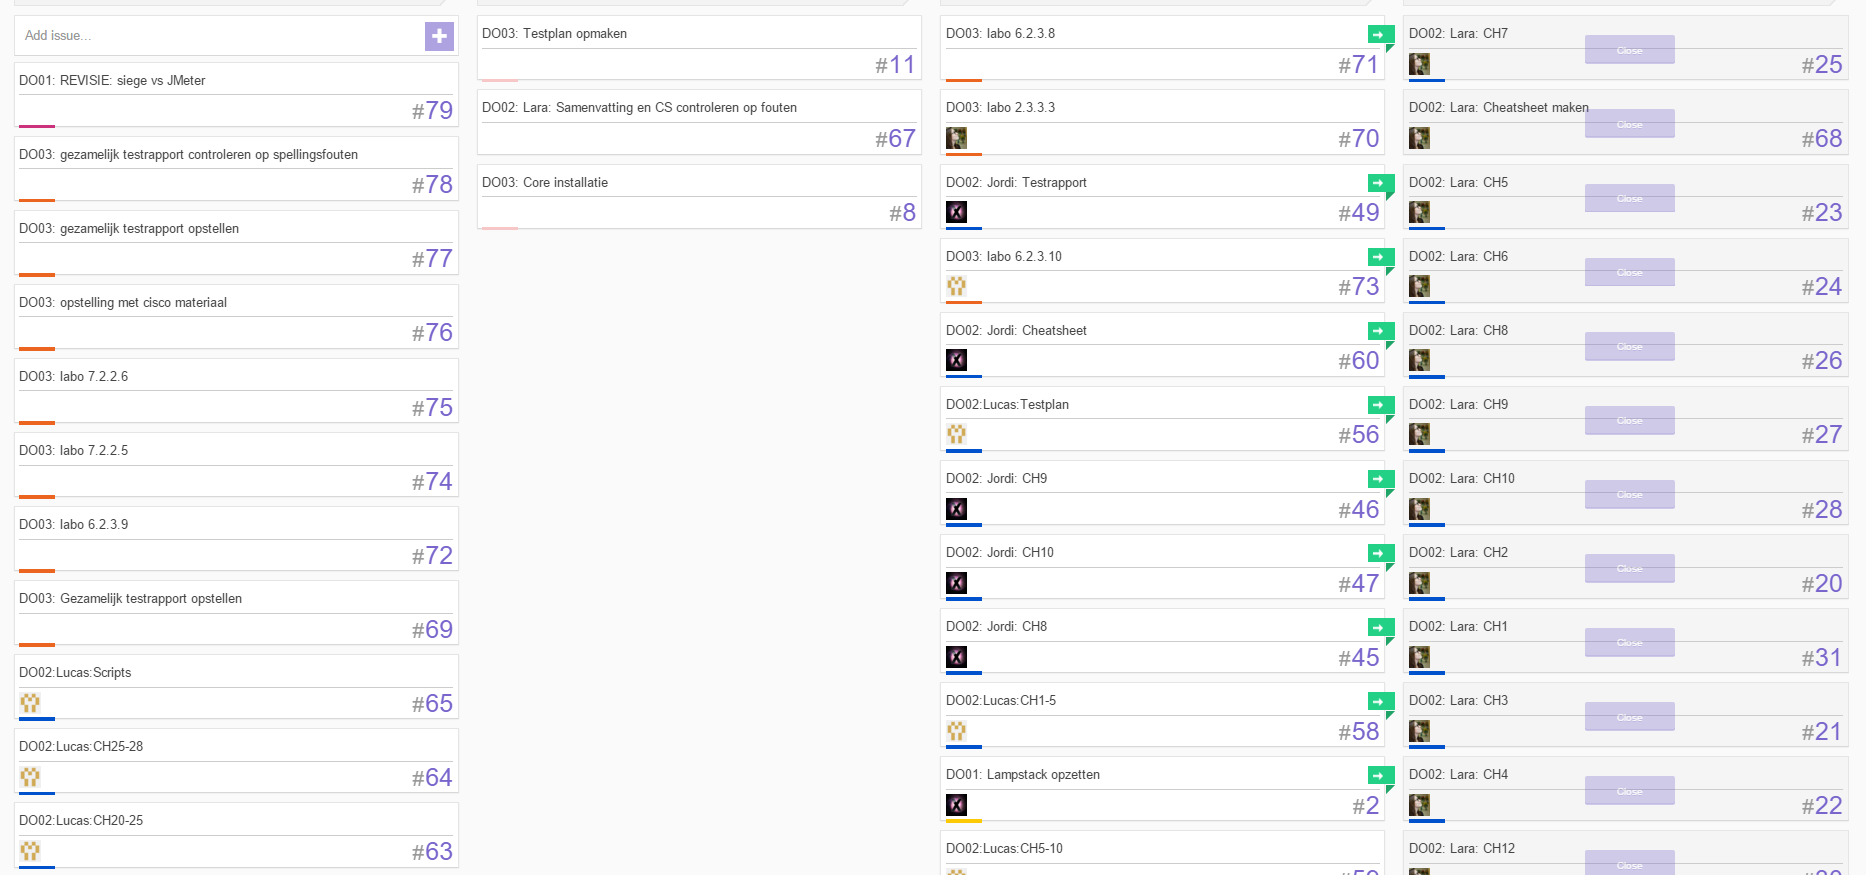 Add issue...
DO01: REVISIE: siege vs JMeter
#79
DO03: gezamelijk testrapport controleren op spellingsfouten
#78
DO03: gezamelijk testrapport opstellen
#77
DO03: opstelling met cisco materiaal
#76
DO03: labo 7.2.2.6
#75
DO03: labo 7.2.2.5
#74
DO03: labo 6.2.3.9
#72
DO03: Gezamelijk testrapport opstellen
#69
DO02:Lucas:Scripts
#65
DO02:Lucas:CH25-28
#64
DO02:Lucas:CH20-25
#63
DO03: Testplan opmaken
#11
DO02: Lara: Samenvatting en CS controleren op fouten
#67
DO03: Core installatie
#8
DO03: labo 6.2.3.8
#71
DO03: labo 2.3.3.3
#70
DO02: Jordi: Testrapport
#49
DO03: labo 6.2.3.10
#73
DO02: Jordi: Cheatsheet
#60
DO02:Lucas:Testplan
#56
DO02: Jordi: CH9
#46
DO02: Jordi: CH10
#47
DO02: Jordi: CH8
#45
DO02:Lucas:CH1-5
#58
DO01: Lampstack opzetten
#2
DO02:Lucas:CH5-10
DO02: Lara: CH7
Close
#25
DO02: Lara: Cheatsheet maken
Close
#68
DO02: Lara: CH5
Close
#23
DO02: Lara: CH6
Close
#24
DO02: Lara: CH8
Close
#26
DO02: Lara: CH9
Close
#27
DO02: Lara: CH10
Close
#28
DO02: Lara: CH2
Close
#20
DO02: Lara: CH1
Close
#31
DO02: Lara: CH3
Close
#21
DO02: Lara: CH4
Close
#22
DO02: Lara: CH12
Close